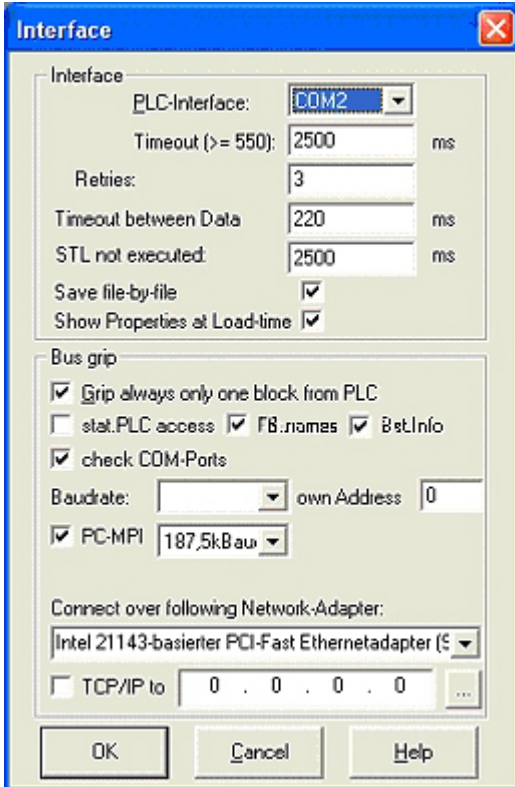 Interface
Interface
PLC-Interface: COM2
Timeout (>= 550): 2500 ms
Retries: 3
Timeout between Data 220 ms
STL not executed: 2500 ms
Save file-by-file
Show Properties at Load-time
Bus grip
Grip always only one block from PLC
stat.PLC access FB.names Bst.Info
check COM-Ports
Baudrate: own Address 0
PC-MPI 187,5kBau
Connect over following Network-Adapter:
Intel 21143-basierter PCI-Fast Ethernetadapter (S
TCP/IP to 0 . 0 . 0 . 0 ...
OK Cancel Help